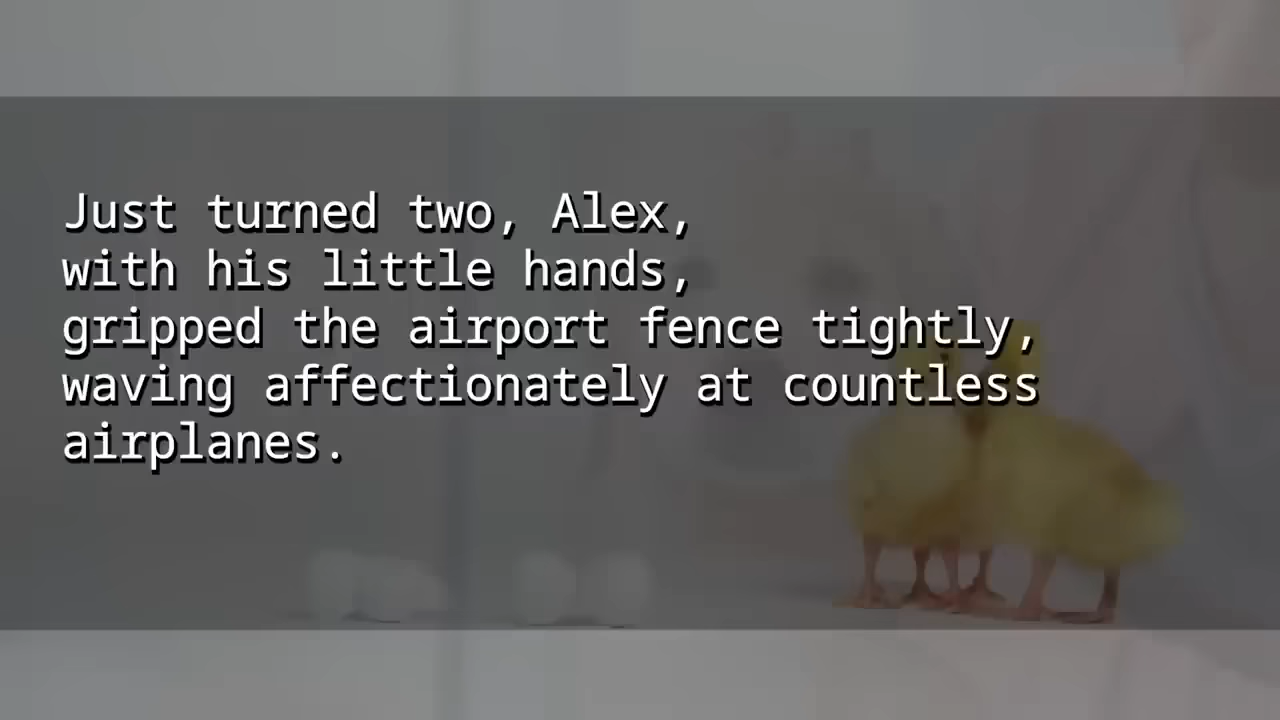 Just turned two, Alex,
with his little hands,
gripped the airport fence tightly,
waving affectionately at countless
airplanes.